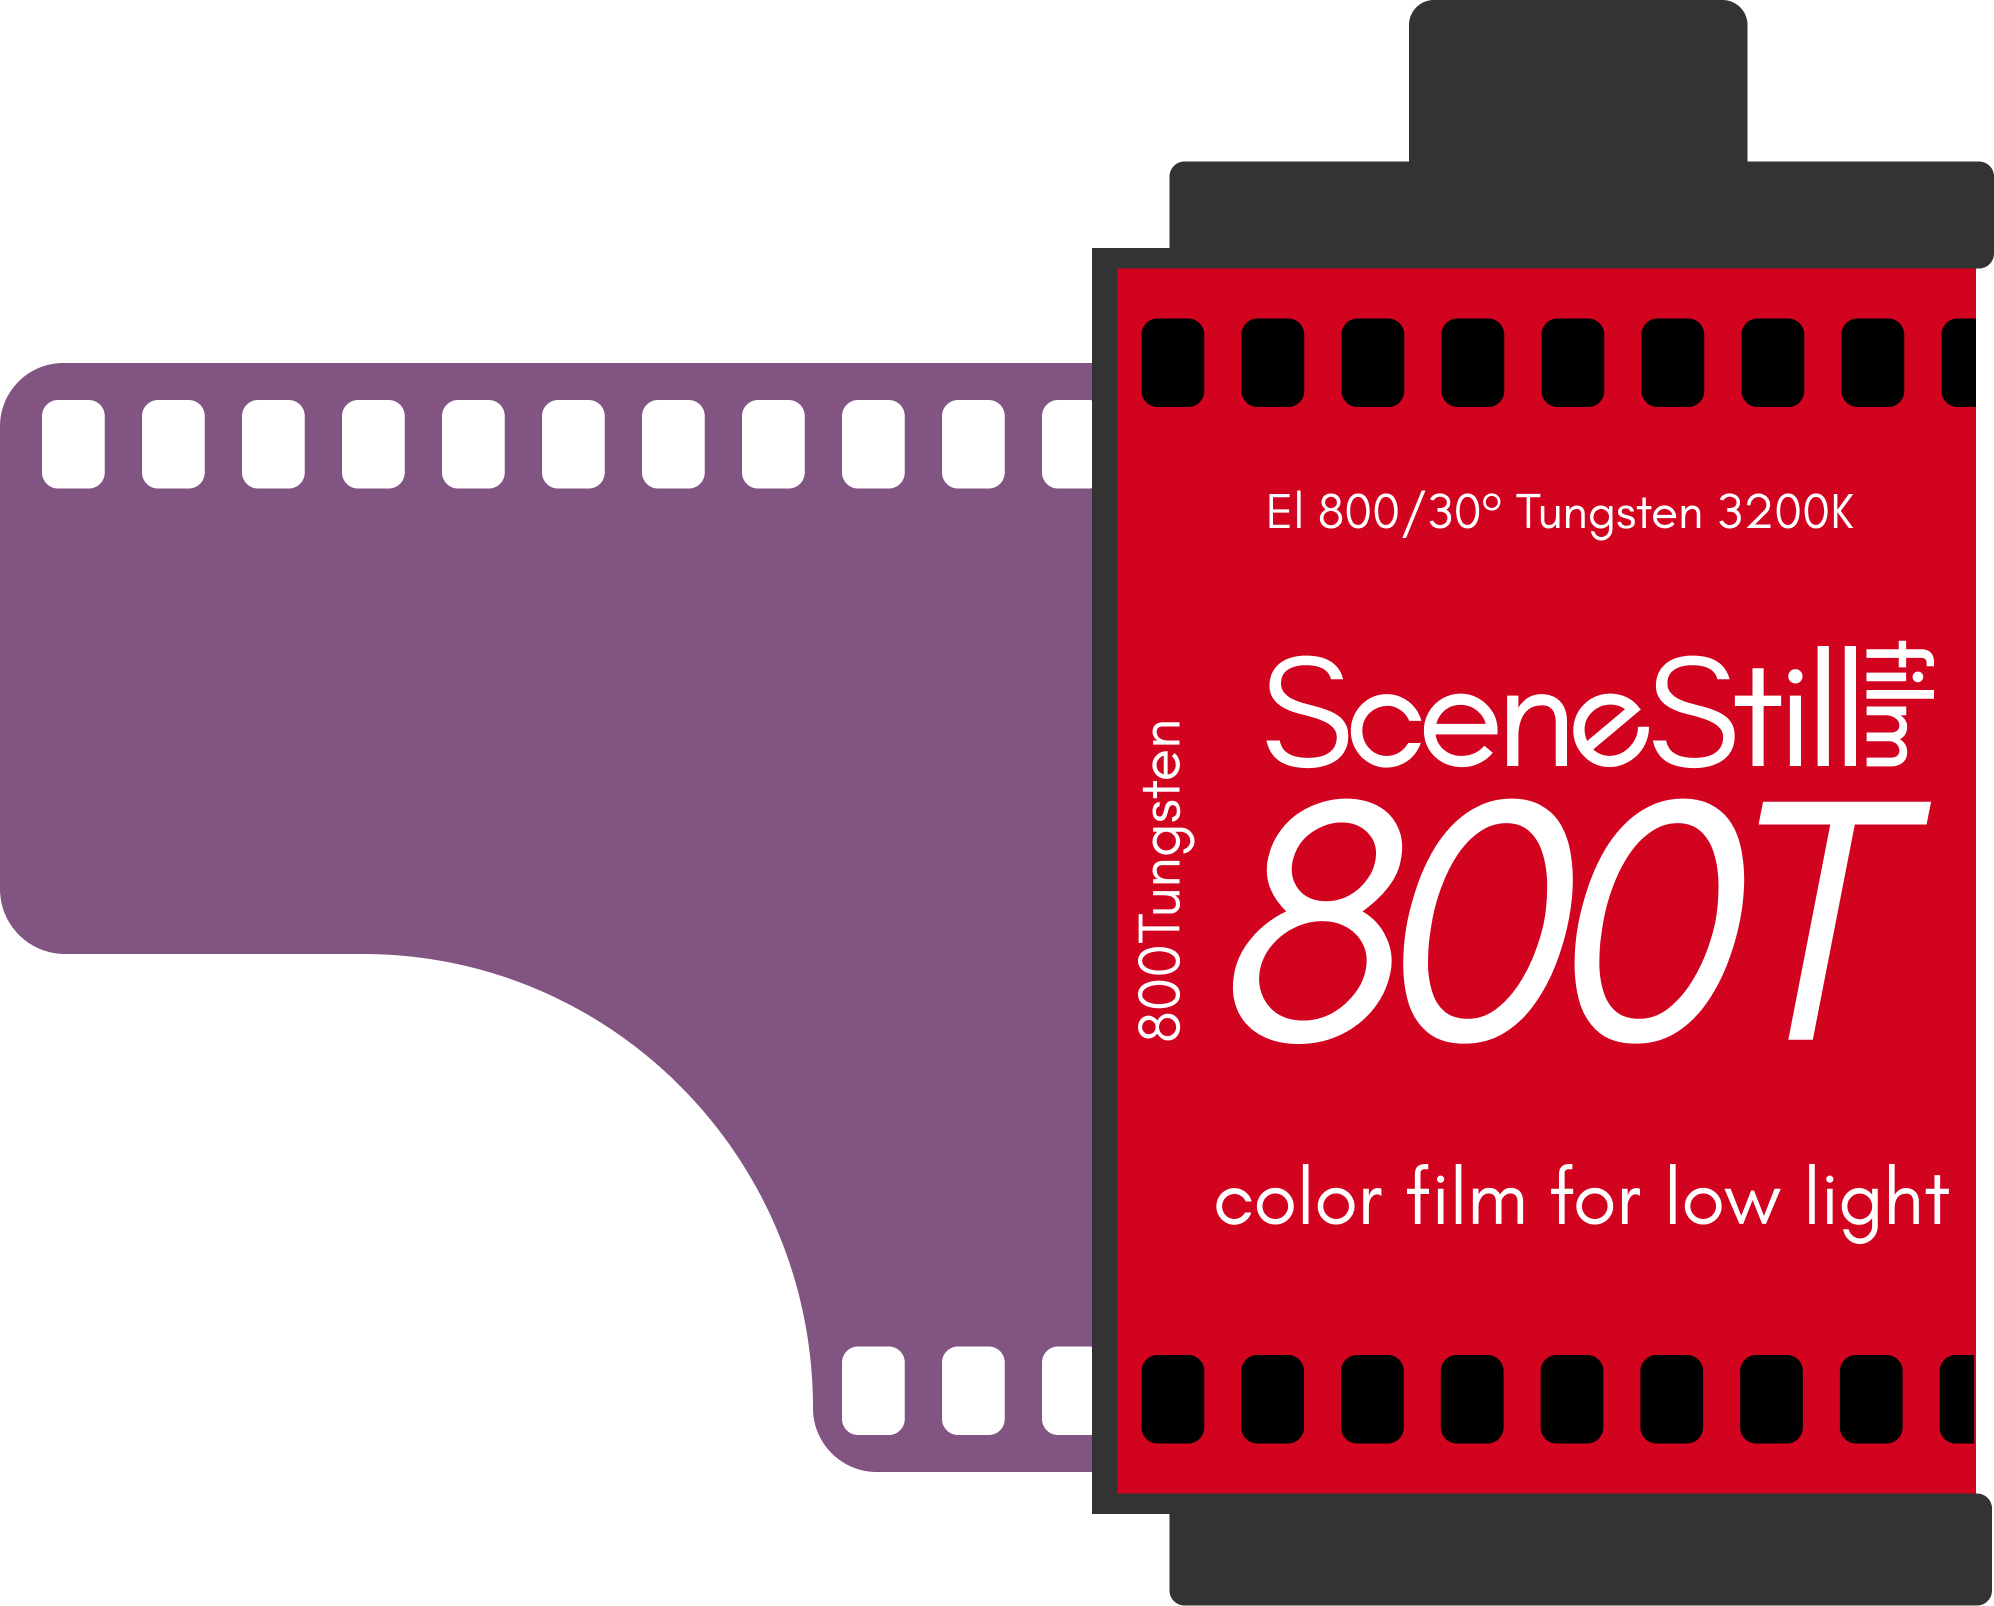 El 800/30° Tungsten 3200K
SceneStill film
800T
800Tungsten
color film for low light